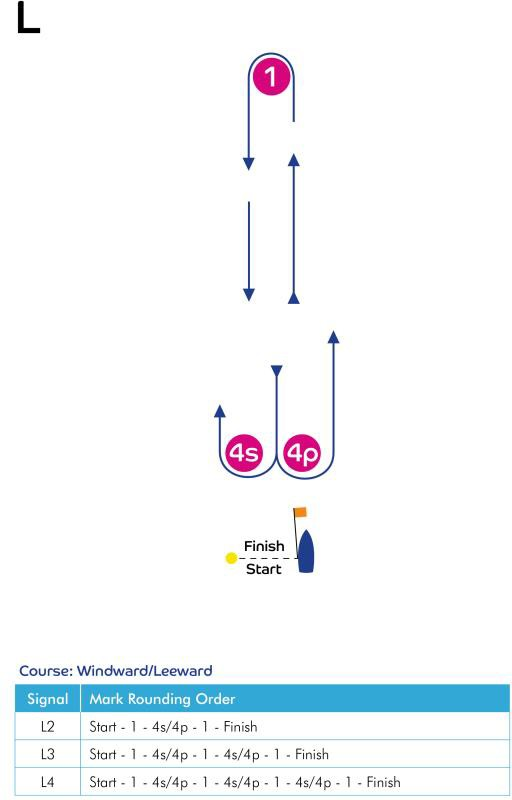 L
1
4s 4p
Finish
Start
Course: Windward/Leeward
Signal Mark Rounding Order
L2 Start - 1 - 4s/4p - 1 - Finish
L3 Start - 1 - 4s/4p - 1 - 4s/4p - 1 - Finish
L4 Start - 1 - 4s/4p - 1 - 4s/4p - 1 - 4s/4p - 1 - Finish